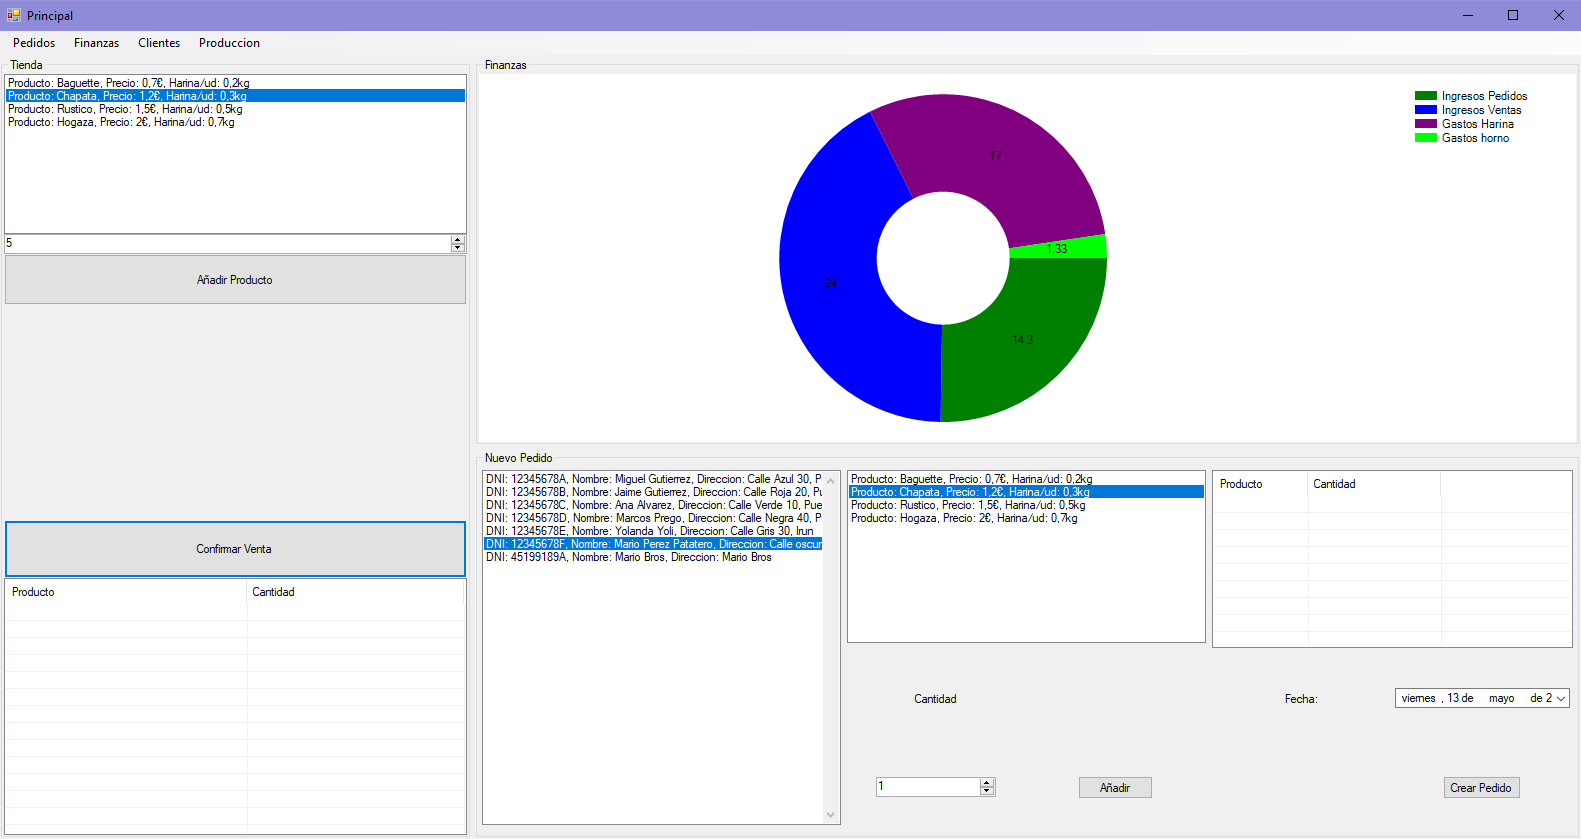 Principal
Pedidos Finanzas Clientes Produccion
Tienda
Producto: Baguette, Precio: 0,7€, Harina/ud: 0,2kg
Producto: Chapata, Precio: 1,2€, Harina/ud: 0,3kg
Producto: Rustico, Precio: 1,5€, Harina/ud: 0,5kg
Producto: Hogaza, Precio: 2€, Harina/ud: 0,7kg
5
Añadir Producto
Confirmar Venta
Producto Cantidad
Finanzas
17
1,33
24
14,3
Ingresos Pedidos
Ingresos Ventas
Gastos Harina
Gastos horno
Nuevo Pedido
DNI: 12345678A, Nombre: Miguel Gutierrez, Direccion: Calle Azul 30, P
DNI: 12345678B, Nombre: Jaime Gutierrez, Direccion: Calle Roja 20, Pu
DNI: 12345678C, Nombre: Ana Alvarez, Direccion: Calle Verde 10, Pue
DNI: 12345678D, Nombre: Marcos Prego, Direccion: Calle Negra 40, P
DNI: 12345678E, Nombre: Yolanda Yoli, Direccion: Calle Gris 30, Irun
DNI: 12345678F, Nombre: Mario Perez Patatero, Direccion: Calle oscur
DNI: 45199189A, Nombre: Mario Bros, Direccion: Mario Bros
Producto: Baguette, Precio: 0,7€, Harina/ud: 0,2kg
Producto: Chapata, Precio: 1,2€, Harina/ud: 0,3kg
Producto: Rustico, Precio: 1,5€, Harina/ud: 0,5kg
Producto: Hogaza, Precio: 2€, Harina/ud: 0,7kg
Producto Cantidad
Cantidad
Fecha: viernes , 13 de mayo de 2
1
Añadir
Crear Pedido